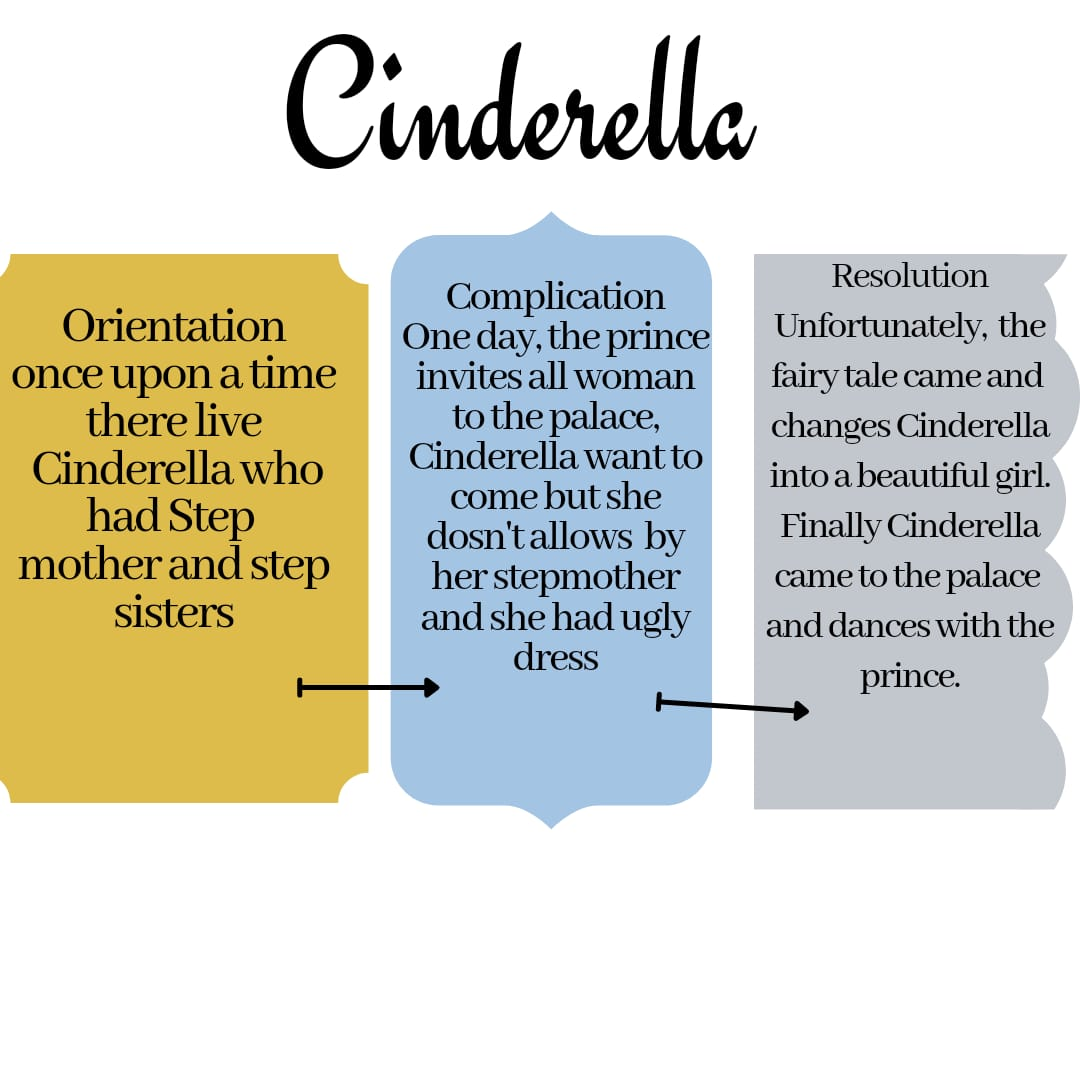 Cinderella
Orientation
once upon a time
there live
Cinderella who
had Step
mother and step
sisters
Complication
One day, the prince
invites all woman
to the palace,
Cinderella want to
come but she
dosn't allows by
her stepmother
and she had ugly
dress
Resolution
Unfortunately, the
fairy tale came and
changes Cinderella
into a beautiful girl.
Finally Cinderella
came to the palace
and dances with the
prince.